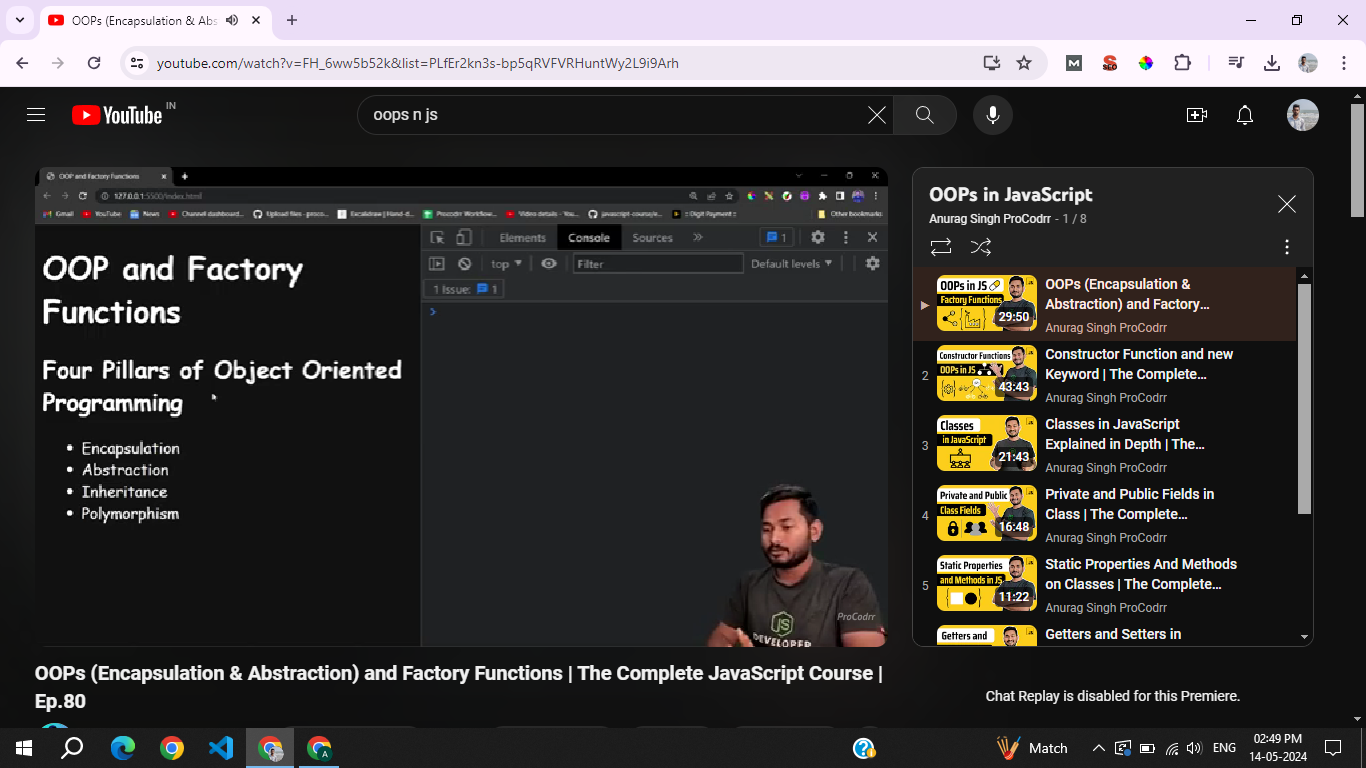 OOPs (Encapsulation & Abs
youtube.com/watch?v=FH_6ww5b52k&list=PLfEr2kn3s-bp5qRVFVRHuntWy2L9i9Arh
M
SEO
YouTube IN
oops n js
OOP and Factory Functions
127.0.0.1:5500/index.html
Gmail YouTube News Channel dashboard... Upload files · proco... Excalidraw | Hand-d... Procodrr Workflow... Video details - You... javascript-course/e... :: Digit Payment :: Other bookmarks
OOP and Factory
Functions
Four Pillars of Object Oriented
Programming
• Encapsulation
• Abstraction
• Inheritance
• Polymorphism
Elements Console Sources » 1
top Filter Default levels
1 Issue: 1
ProCodrr
JS
DEVELOPER
OOPs (Encapsulation & Abstraction) and Factory Functions | The Complete JavaScript Course |
Ep.80
OOPs in JavaScript
Anurag Singh ProCodrr - 1 / 8
OOPs in JS
Factory Functions
29:50
OOPs (Encapsulation &
Abstraction) and Factory...
Anurag Singh ProCodrr
2
Constructor Functions
OOPs in JS
43:43
Constructor Function and new
Keyword | The Complete...
Anurag Singh ProCodrr
3
Classes
in JavaScript
21:43
Classes in JavaScript
Explained in Depth | The...
Anurag Singh ProCodrr
4
Private and Public
Class Fields
16:48
Private and Public Fields in
Class | The Complete...
Anurag Singh ProCodrr
5
Static Properties
and Methods in JS
11:22
Static Properties And Methods
on Classes | The Complete...
Anurag Singh ProCodrr
Getters and
Getters and Setters in
Chat Replay is disabled for this Premiere.
A
Match
ENG
02:49 PM
14-05-2024